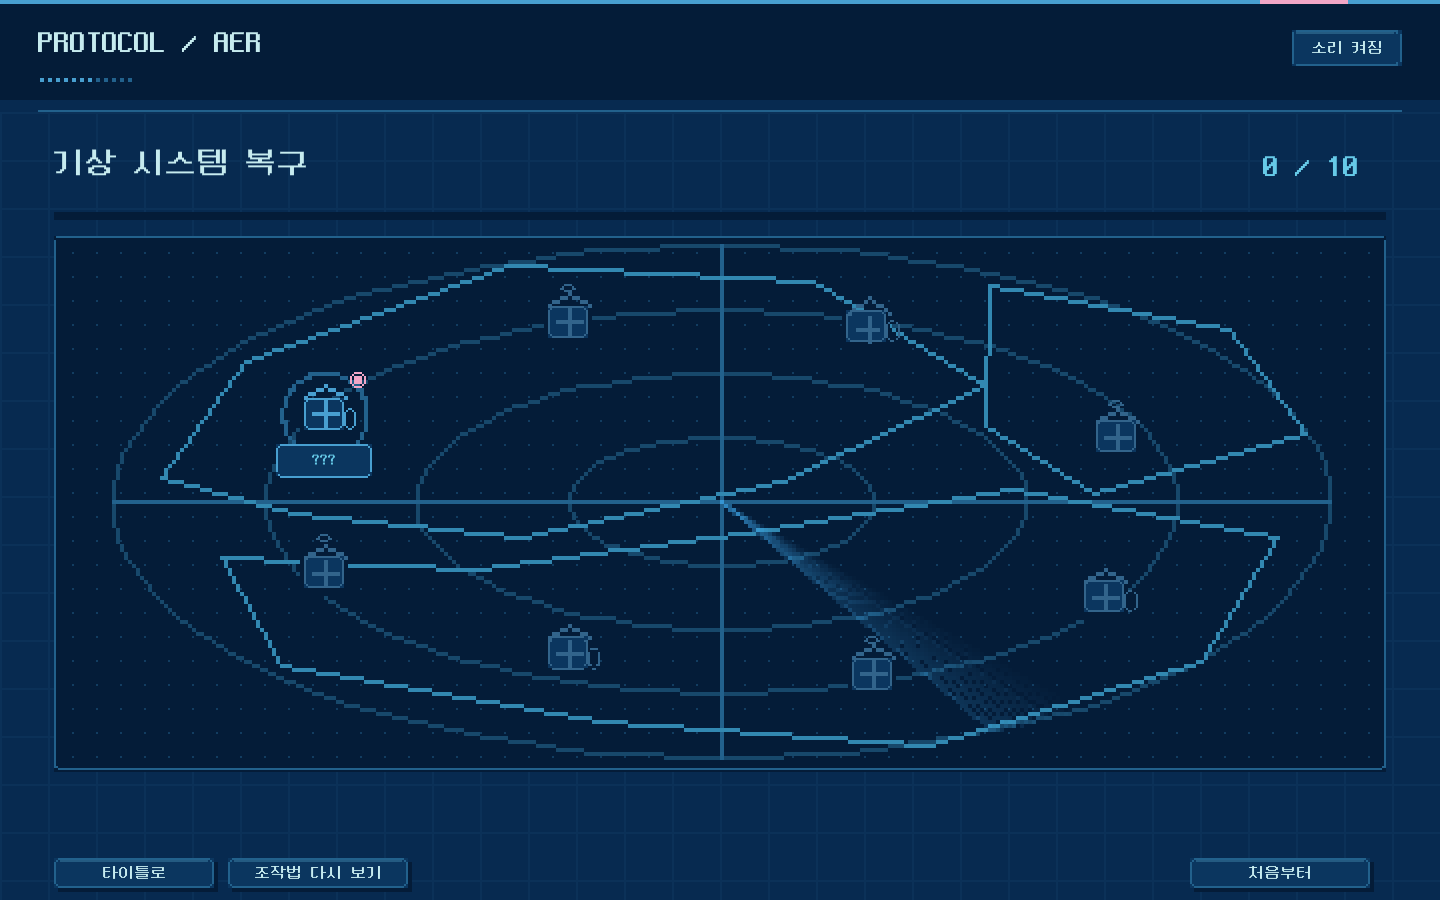 PROTOCOL / AER
소리 켜짐
기상 시스템 복구
0 / 10
???
타이틀로
조작법 다시 보기
처음부터